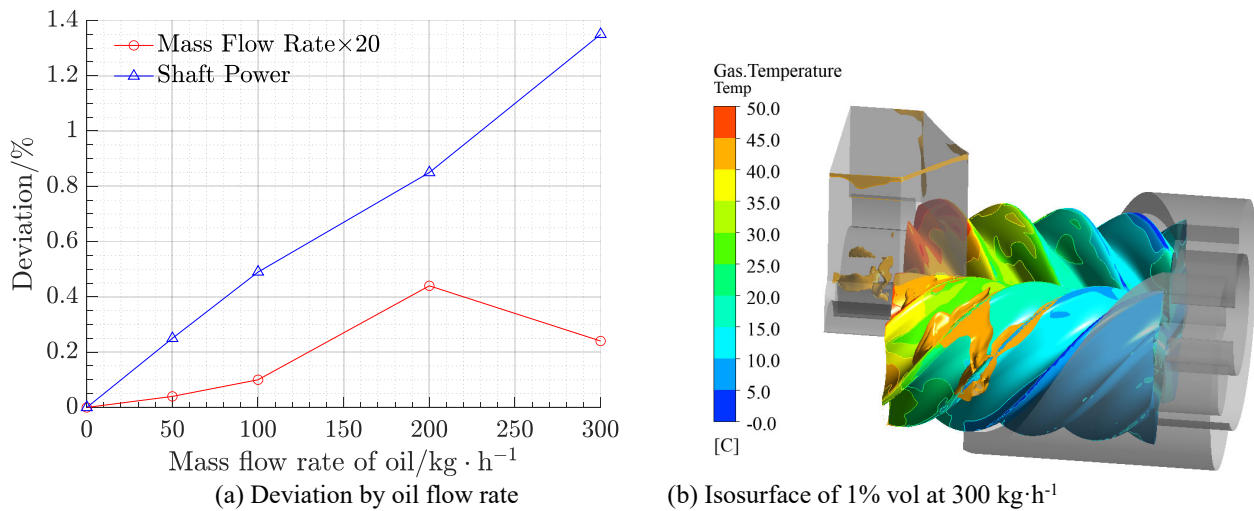 1.4
1.2
1
0.8
0.6
0.4
0.2
0
Deviation/%
Mass Flow Rate×20
Shaft Power
0 50 100 150 200 250 300
Mass flow rate of oil/kg · h⁻¹
(a) Deviation by oil flow rate
Gas.Temperature
Temp
50.0
45.0
40.0
35.0
30.0
25.0
20.0
15.0
10.0
5.0
-0.0
[C]
(b) Isosurface of 1% vol at 300 kg·h⁻¹